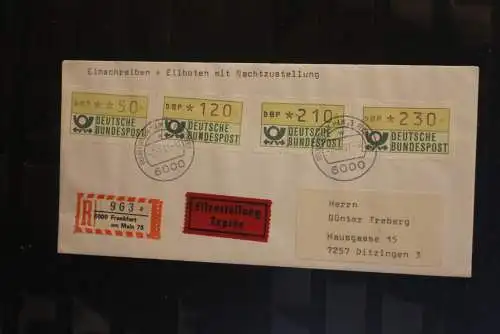 Einschreiben + Eilboten mit Nachtzustellung
DBP **50
DEUTSCHE
BUNDESPOST
DBP *120
DEUTSCHE
BUNDESPOST
DBP *210
DEUTSCHE
BUNDESPOST
DBP *230
DEUTSCHE
BUNDESPOST
6000
6000
R
963
6000 Frankfurt
am Main 75
Eilzustellung
Exprès
Herrn
Günter Treberg
Hausgasse 15
7257 Ditzingen 3